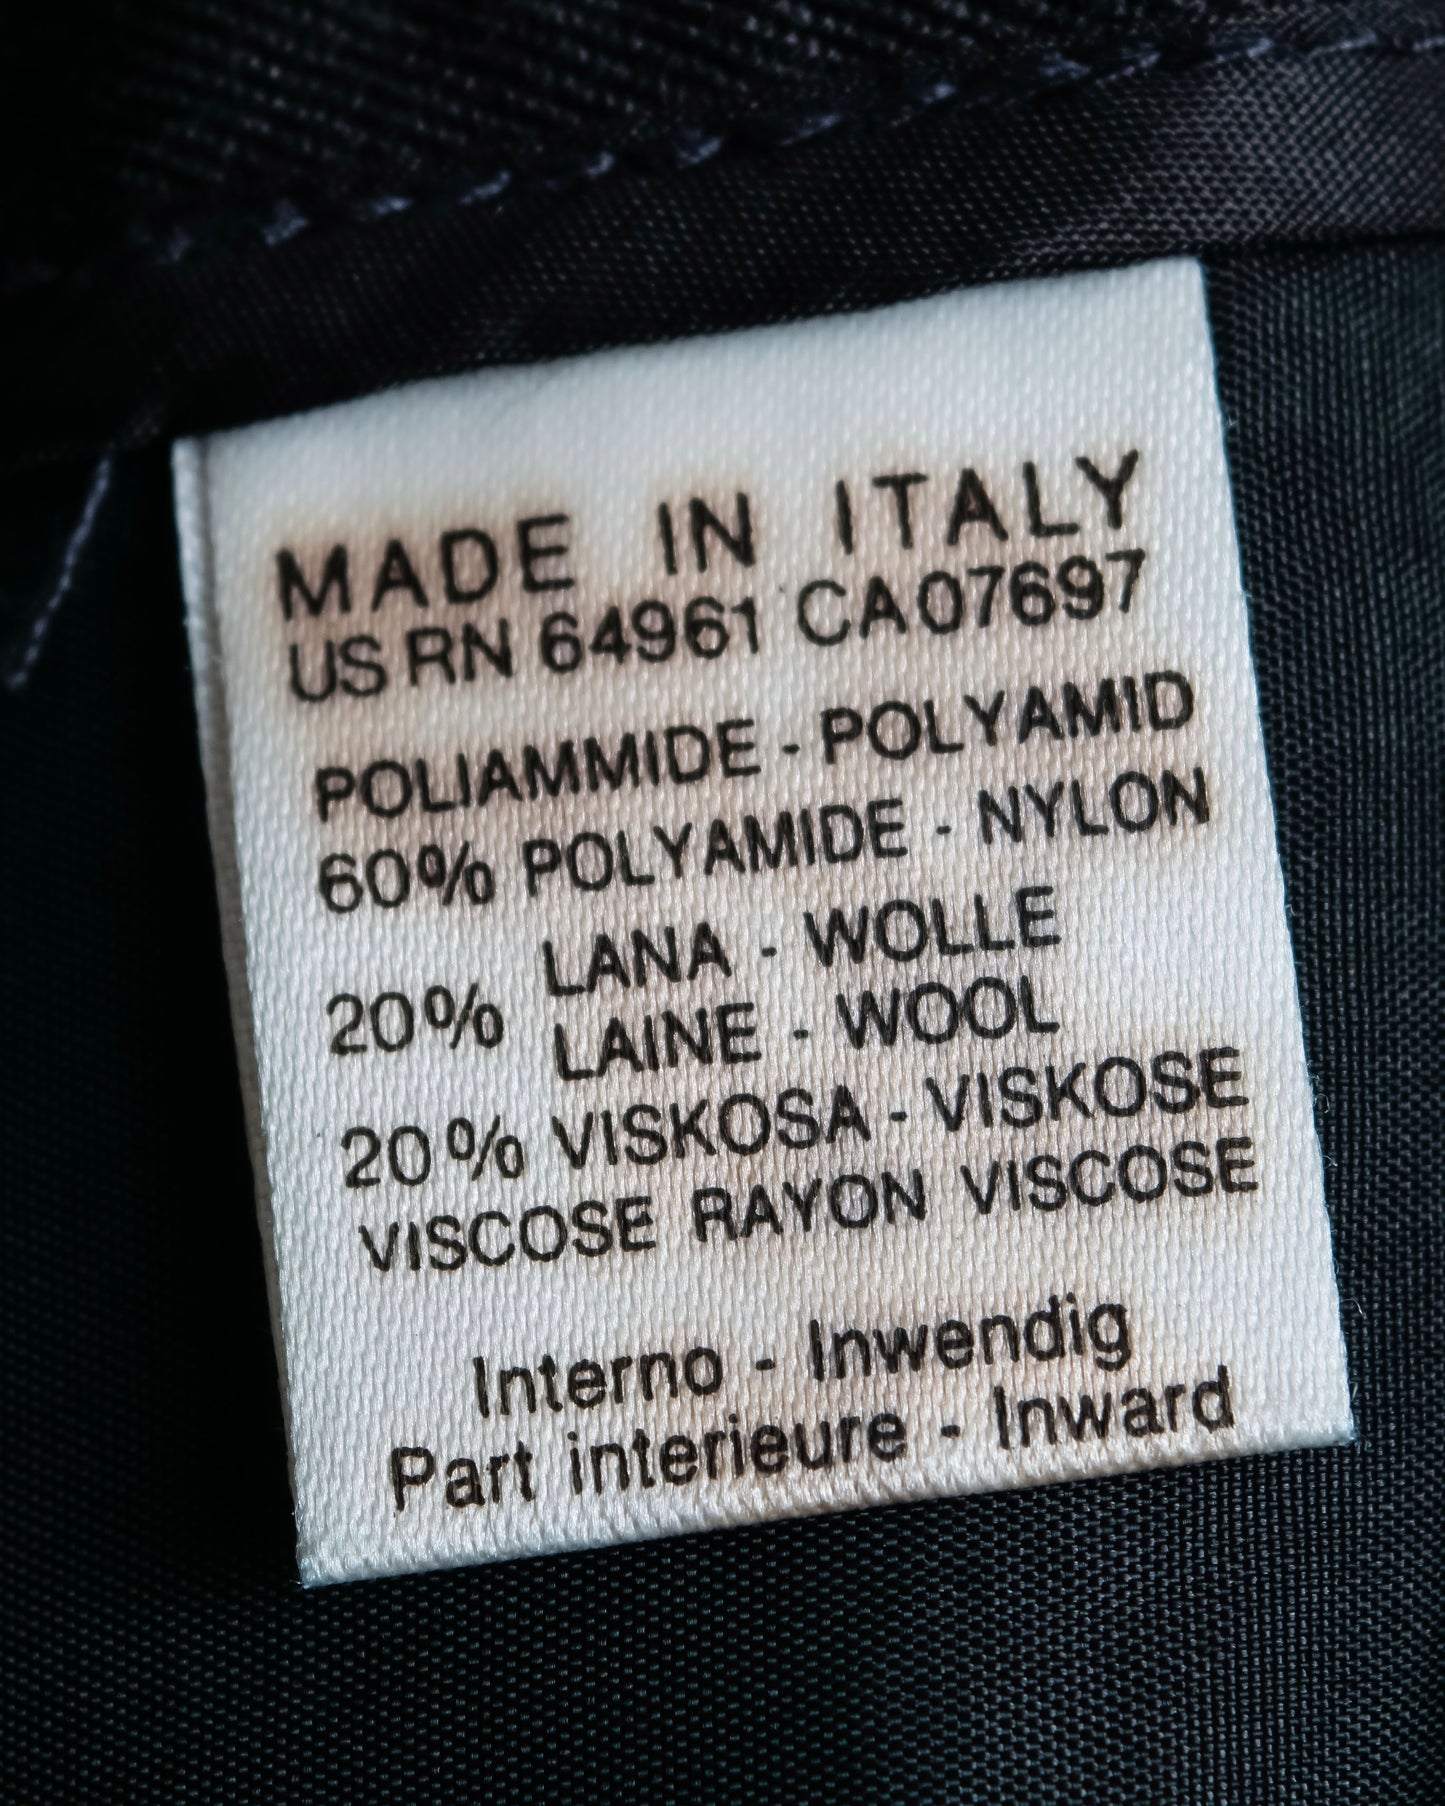 MADE IN ITALY
US RN 64961 CA07697
POLIAMMIDE - POLYAMID
60% POLYAMIDE - NYLON
LANA - WOLLE
20%
LAINE - WOOL
20% VISKOSA - VISKOSE
VISCOSE RAYON VISCOSE
Interno - Inwendig
Part interieure - Inward